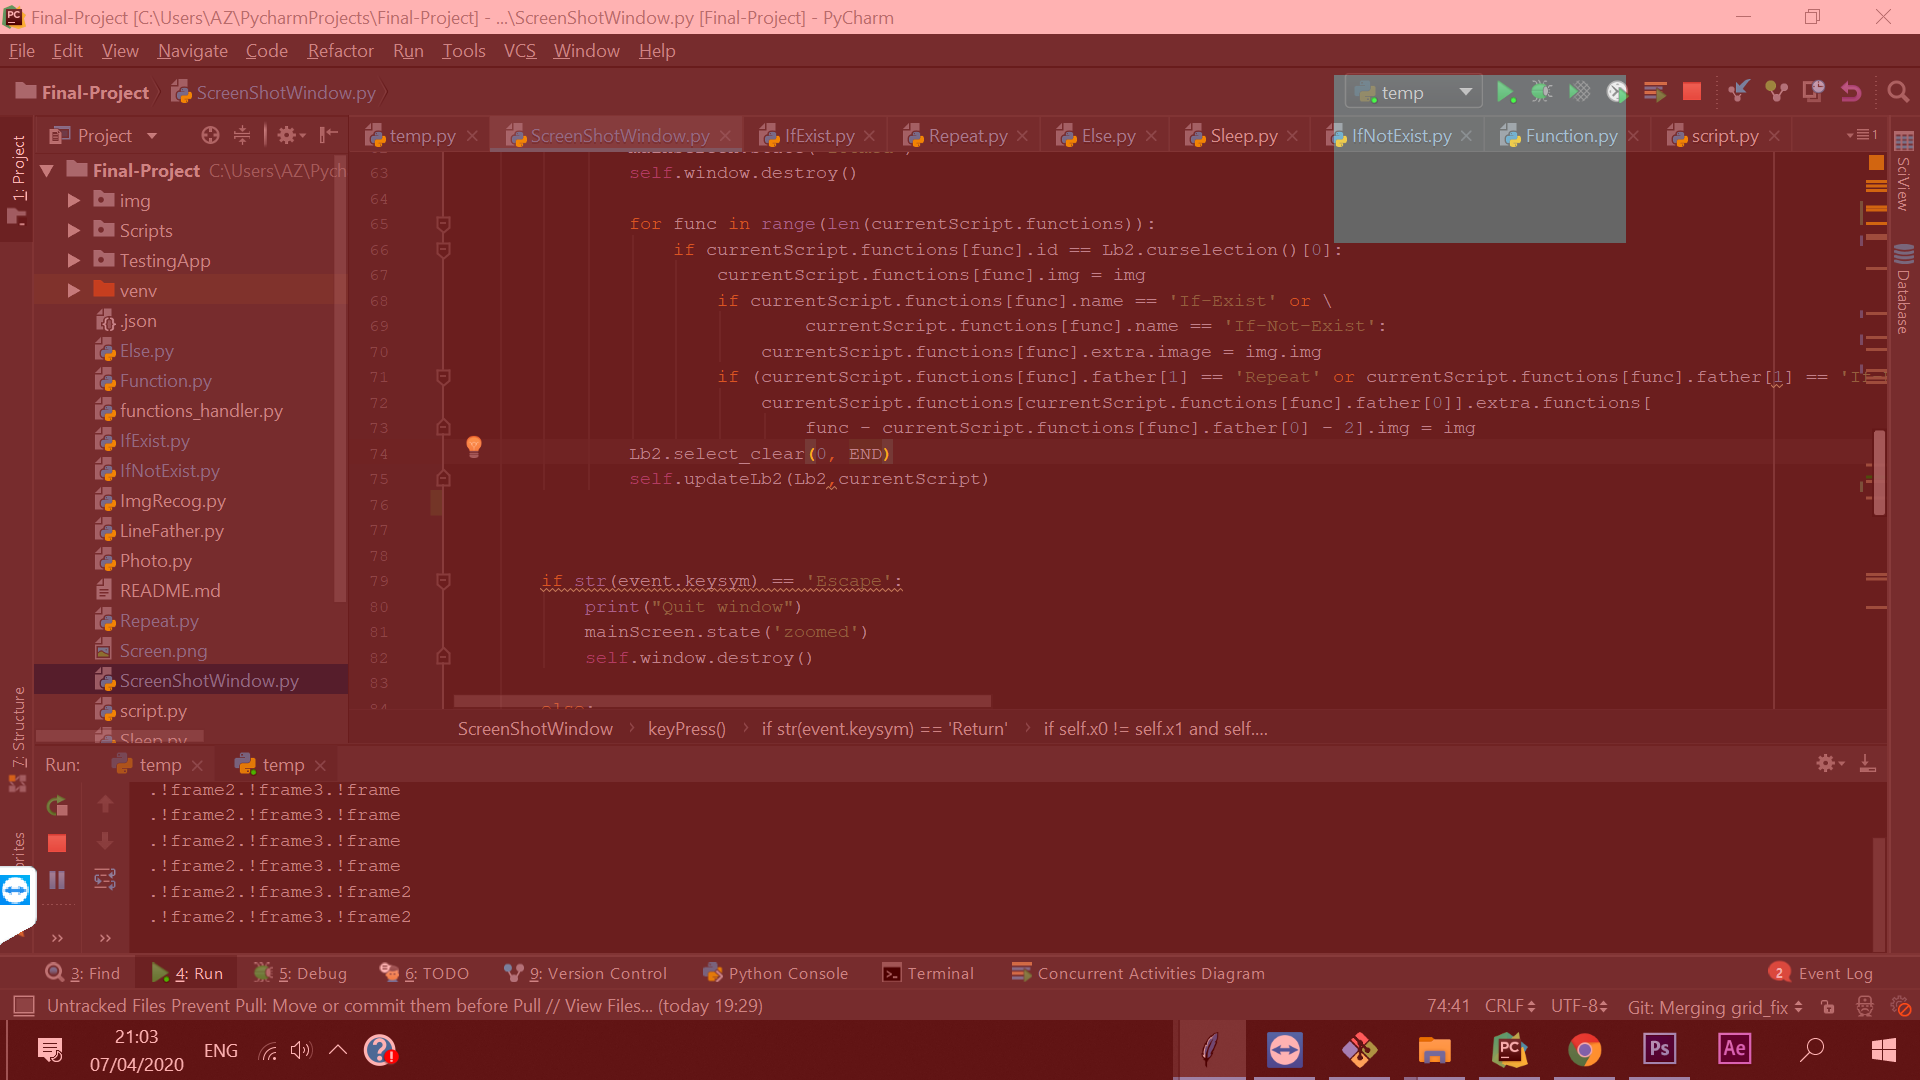 Final-Project [C:\Users\AZ\PycharmProjects\Final-Project] - ...\ScreenShotWindow.py [Final-Project] - PyCharm
File Edit View Navigate Code Refactor Run Tools VCS Window Help
Final-Project ScreenShotWindow.py temp
Project temp.py ScreenShotWindow.py IfExist.py Repeat.py Else.py Sleep.py IfNotExist.py Function.py script.py 1
1: Project
7: Structure
SciView
Database
Final-Project C:\Users\AZ\Pych
img
Scripts
TestingApp
venv
.json
Else.py
Function.py
functions_handler.py
IfExist.py
IfNotExist.py
ImgRecog.py
LineFather.py
Photo.py
README.md
Repeat.py
Screen.png
ScreenShotWindow.py
script.py
Sleep.py
63 self.window.destroy()
64
65 for func in range(len(currentScript.functions)):
66 if currentScript.functions[func].id == Lb2.curselection()[0]:
67 currentScript.functions[func].img = img
68 if currentScript.functions[func].name == 'If-Exist' or \
69 currentScript.functions[func].name == 'If-Not-Exist':
70 currentScript.functions[func].extra.image = img.img
71 if (currentScript.functions[func].father[1] == 'Repeat' or currentScript.functions[func].father[1] == 'If-
72 currentScript.functions[currentScript.functions[func].father[0]].extra.functions[
73 func - currentScript.functions[func].father[0] - 2].img = img
74 Lb2.select_clear(0, END)
75 self.updateLb2(Lb2,currentScript)
76
77
78
79 if str(event.keysym) == 'Escape':
80 print("Quit window")
81 mainScreen.state('zoomed')
82 self.window.destroy()
83
84 else:
ScreenShotWindow › keyPress() › if str(event.keysym) == 'Return' › if self.x0 != self.x1 and self....
Run: temp temp
.!frame2.!frame3.!frame
.!frame2.!frame3.!frame
.!frame2.!frame3.!frame
.!frame2.!frame3.!frame
.!frame2.!frame3.!frame2
.!frame2.!frame3.!frame2
3: Find 4: Run 5: Debug 6: TODO 9: Version Control Python Console Terminal Concurrent Activities Diagram 2 Event Log
Untracked Files Prevent Pull: Move or commit them before Pull // View Files... (today 19:29) 74:41 CRLF UTF-8 Git: Merging grid_fix
21:03
07/04/2020
ENG
PC
Ps
Ae